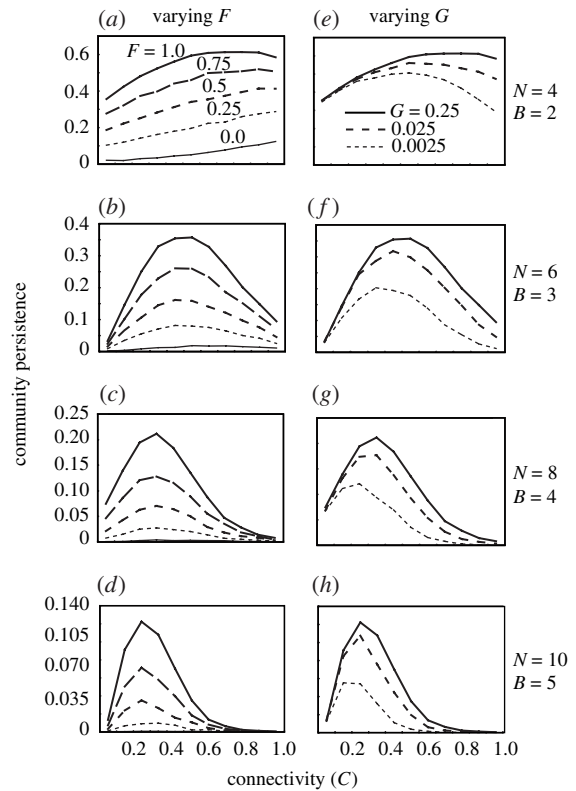 varying F
varying G
(a)
(e)
0.6
0.4
0.2
0
F = 1.0
0.75
0.5
0.25
0.0
G = 0.25
0.025
0.0025
N = 4
B = 2
(b)
(f)
0.4
0.3
0.2
0.1
0
N = 6
B = 3
community persistence
(c)
(g)
0.25
0.20
0.15
0.10
0.05
0
N = 8
B = 4
(d)
(h)
0.140
0.105
0.070
0.035
0
N = 10
B = 5
0.2 0.4 0.6 0.8 1.0
0.2 0.4 0.6 0.8 1.0
connectivity (C)